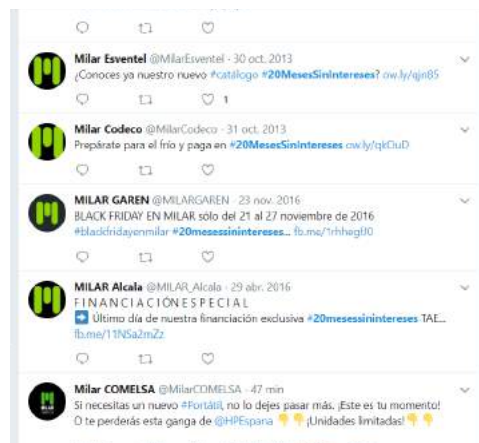 Milar Esventel @MilarEsventel · 30 oct. 2013
¿Conoces ya nuestro nuevo #catálogo #20MesesSinIntereses? ow.ly/qjn85
1
Milar Codeco @MilarCodeco · 31 oct. 2013
Prepárate para el frío y paga en #20MesesSinIntereses ow.ly/qkOuD
MILAR GAREN @MILARGAREN · 23 nov. 2016
BLACK FRIDAY EN MILAR sólo del 21 al 27 noviembre de 2016
#blackfridayenmilar #20mesessinintereses...
MILAR Alcala @MILAR_Alcala · 29 abr. 2016
F I N A N C I A C I Ó N E S P E C I A L
➡ Último día de nuestra financiación exclusiva #20mesessinintereses TAE...
fb.me/11NSa2mZz
Milar COMELSA @MilarCOMELSA · 47 min
Si necesitas un nuevo #Portátil, no lo dejes pasar más. ¡Este es tu momento!
O te perderás esta ganga de @HPEspana 👇👇¡Unidades limitadas!👇👇